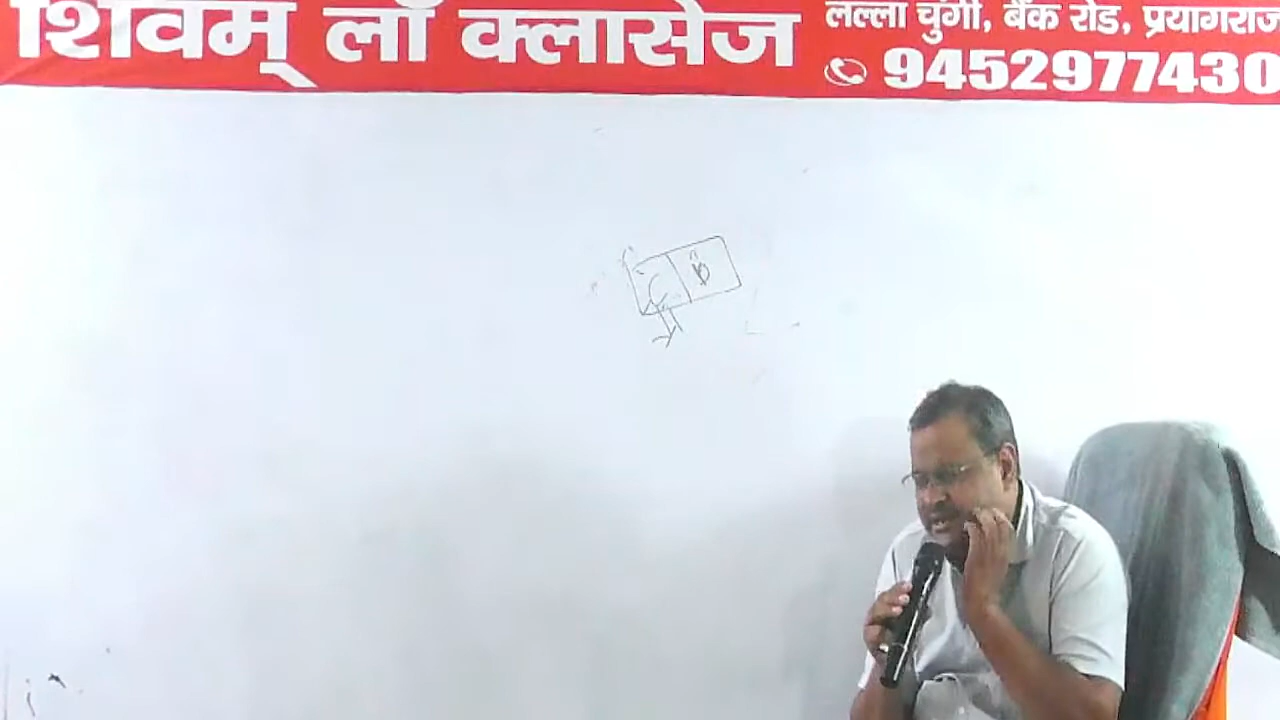 शिवम् लॉ क्लासेज
लल्ला चुंगी, बैंक रोड, प्रयागराज
9452977430
C B